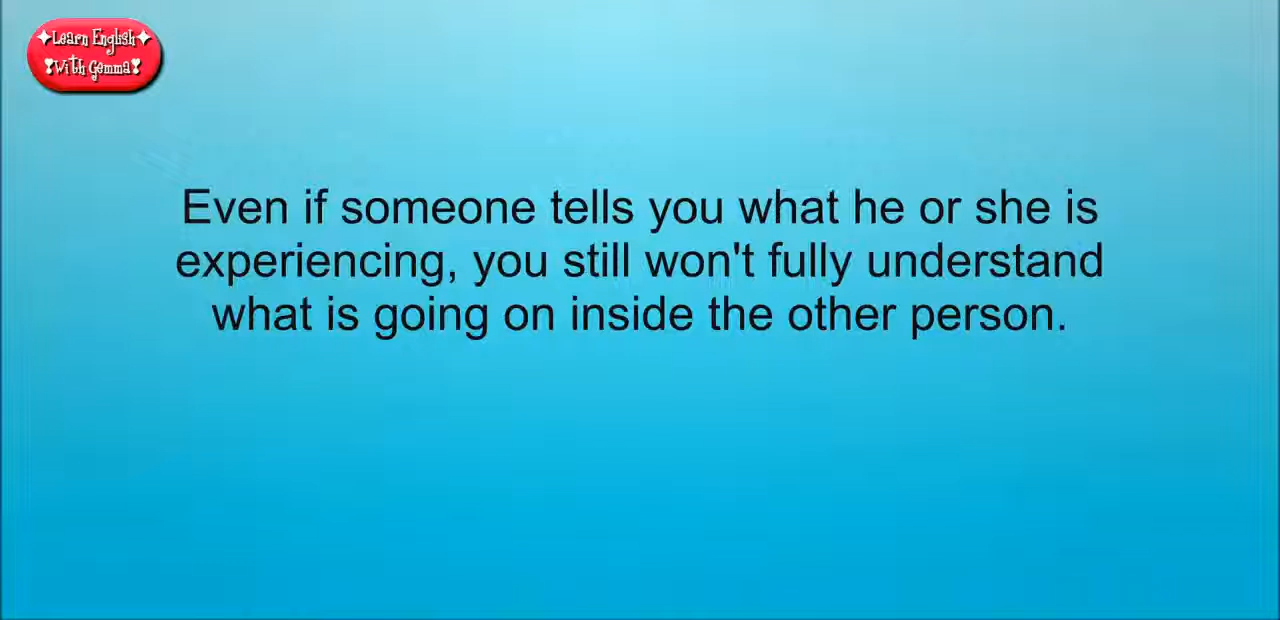 ✦Learn English✦
❣With Gemma❣
Even if someone tells you what he or she is
experiencing, you still won't fully understand
what is going on inside the other person.